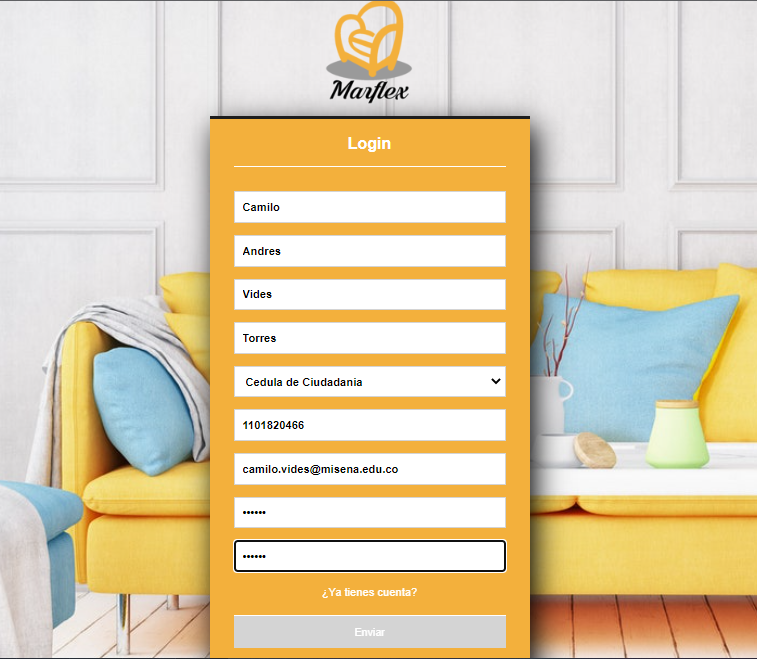 Marflex
Login
Camilo
Andres
Vides
Torres
Cedula de Ciudadania
1101820466
camilo.vides@misena.edu.co
••••••
••••••
¿Ya tienes cuenta?
Enviar